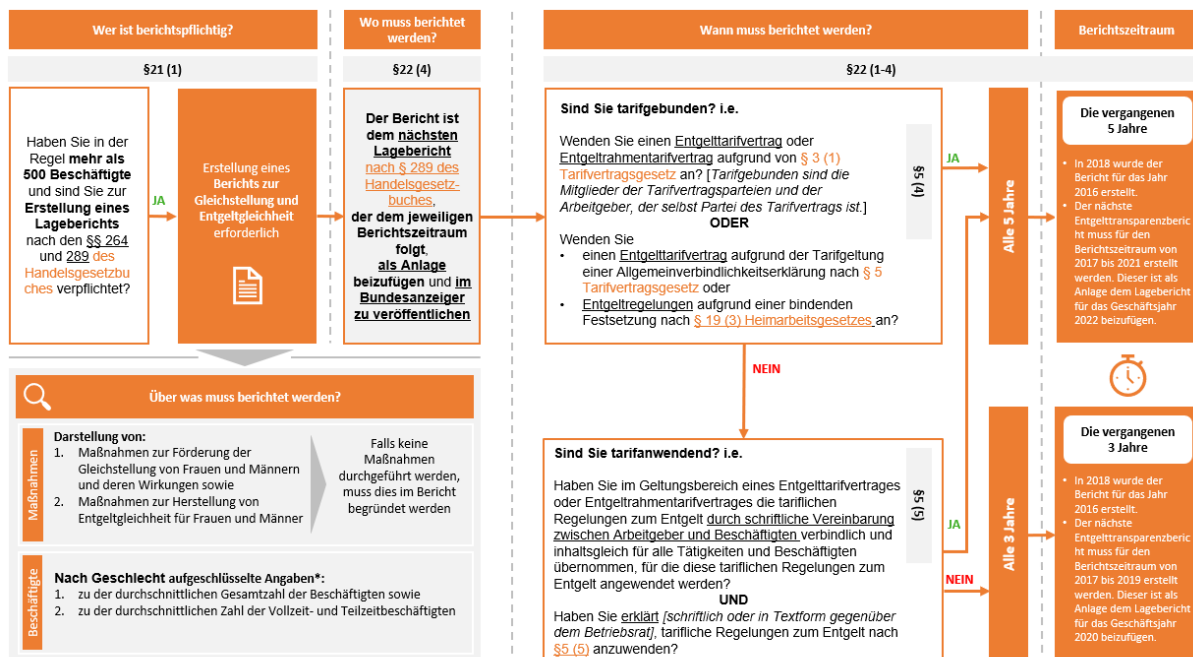 Wer ist berichtspflichtig?
§21 (1)
Haben Sie in der
Regel mehr als
500 Beschäftigte
und sind Sie zur
Erstellung eines
Lageberichts
nach den §§ 264
und 289 des
Handelsgesetzbu
ches verpflichtet?
JA
Erstellung eines
Berichts zur
Gleichstellung und
Entgeltgleichheit
erforderlich
Wo muss berichtet
werden?
§22 (4)
Der Bericht ist
dem nächsten
Lagebericht
nach § 289 des
Handelsgesetz-
buches,
der dem jeweiligen
Berichtszeitraum
folgt,
als Anlage
beizufügen und im
Bundesanzeiger
zu veröffentlichen
Über was muss berichtet werden?
Maßnahmen
Darstellung von:
1. Maßnahmen zur Förderung der
Gleichstellung von Frauen und Männern
und deren Wirkungen sowie
2. Maßnahmen zur Herstellung von
Entgeltgleichheit für Frauen und Männer
Falls keine
Maßnahmen
durchgeführt werden,
muss dies im Bericht
begründet werden
Beschäftigte
Nach Geschlecht aufgeschlüsselte Angaben*:
1. zu der durchschnittlichen Gesamtzahl der Beschäftigten sowie
2. zu der durchschnittlichen Zahl der Vollzeit- und Teilzeitbeschäftigten
Wann muss berichtet werden?
§22 (1-4)
Sind Sie tarifgebunden? i.e.
Wenden Sie einen Entgelttarifvertrag oder
Entgeltrahmentarifvertrag aufgrund von § 3 (1)
Tarifvertragsgesetz an? [Tarifgebunden sind die
Mitglieder der Tarifvertragsparteien und der
Arbeitgeber, der selbst Partei des Tarifvertrags ist.]
ODER
Wenden Sie
• einen Entgelttarifvertrag aufgrund der Tarifgeltung
einer Allgemeinverbindlichkeitserklärung nach § 5
Tarifvertragsgesetz oder
• Entgeltregelungen aufgrund einer bindenden
Festsetzung nach § 19 (3) Heimarbeitsgesetzes an?
§5 (4)
JA
NEIN
Sind Sie tarifanwendend? i.e.
Haben Sie im Geltungsbereich eines Entgelttarifvertrages
oder Entgeltrahmentarifvertrages die tariflichen
Regelungen zum Entgelt durch schriftliche Vereinbarung
zwischen Arbeitgeber und Beschäftigten verbindlich und
inhaltsgleich für alle Tätigkeiten und Beschäftigten
übernommen, für die diese tariflichen Regelungen zum
Entgelt angewendet werden?
UND
Haben Sie erklärt [schriftlich oder in Textform gegenüber
dem Betriebsrat], tarifliche Regelungen zum Entgelt nach
§5 (5) anzuwenden?
§5 (5)
JA
NEIN
Alle 5 Jahre
Alle 3 Jahre
Berichtszeitraum
Die vergangenen
5 Jahre
• In 2018 wurde der
Bericht für das Jahr
2016 erstellt.
• Der nächste
Entgelttransparenzberi
cht muss für den
Berichtszeitraum von
2017 bis 2021 erstellt
werden. Dieser ist als
Anlage dem Lagebericht
für das Geschäftsjahr
2022 beizufügen.
Die vergangenen
3 Jahre
• In 2018 wurde der
Bericht für das Jahr
2016 erstellt.
• Der nächste
Entgelttransparenzberi
cht muss für den
Berichtszeitraum von
2017 bis 2019 erstellt
werden. Dieser ist als
Anlage dem Lagebericht
für das Geschäftsjahr
2020 beizufügen.